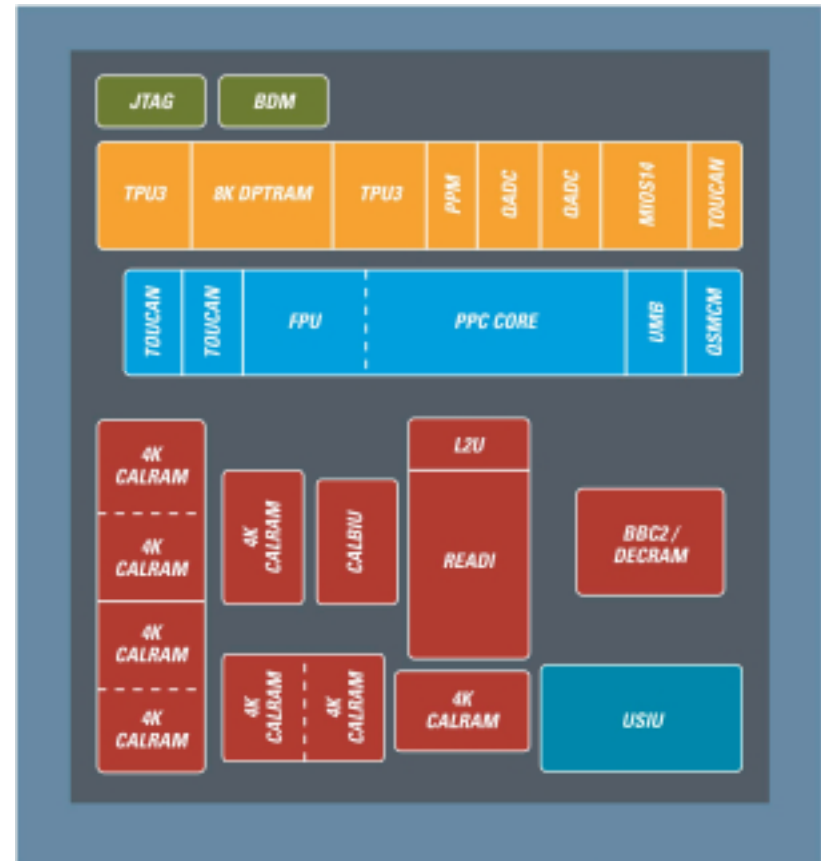 JTAG
BDM
TPU3
8K DPTRAM
TPU3
PPM
QADC
QADC
MIOS14
TOUCAN
TOUCAN
TOUCAN
FPU
PPC CORE
UMB
QSMCM
4K
CALRAM
4K
CALRAM
4K
CALRAM
4K
CALRAM
4K
CALRAM
CALBIU
L2U
READI
BBC2 /
DECRAM
4K
CALRAM
4K
CALRAM
4K
CALRAM
USIU